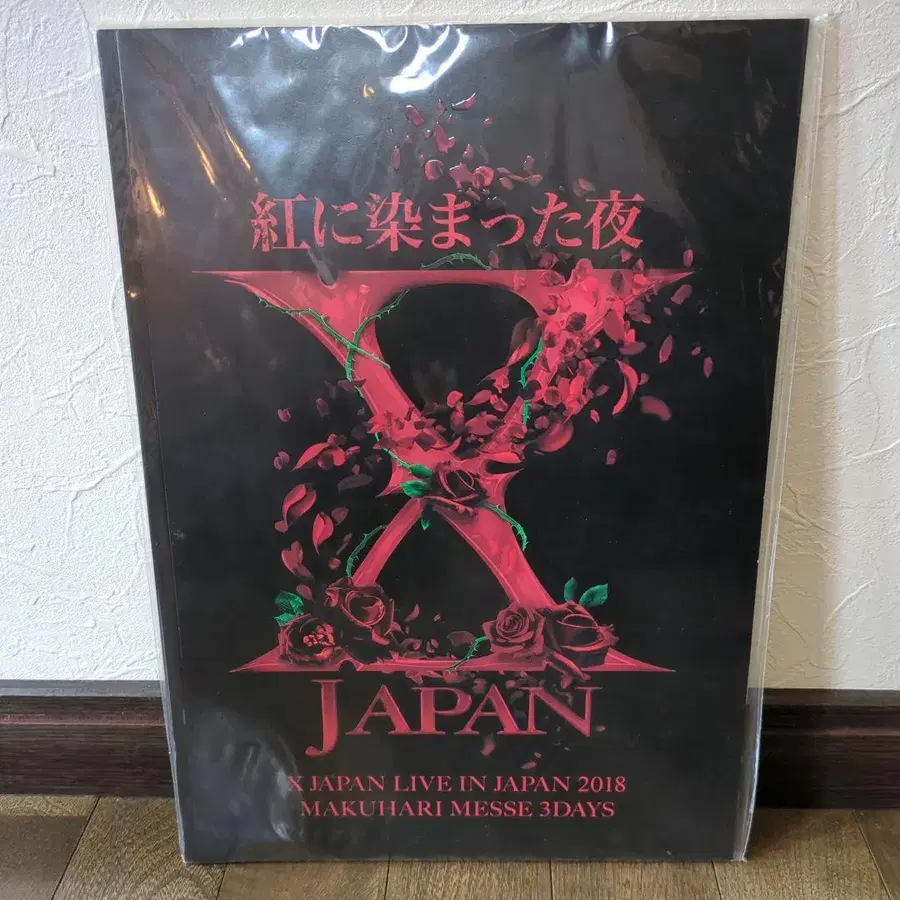 紅に染まった夜
X
JAPAN
X JAPAN LIVE IN JAPAN 2018
MAKUHARI MESSE 3DAYS